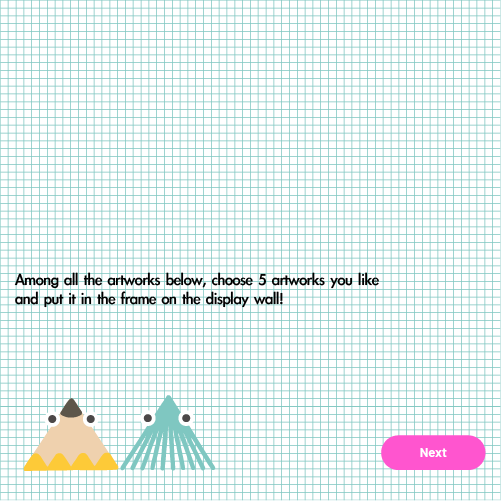 Among all the artworks below, choose 5 artworks you like
and put it in the frame on the display wall!
Next